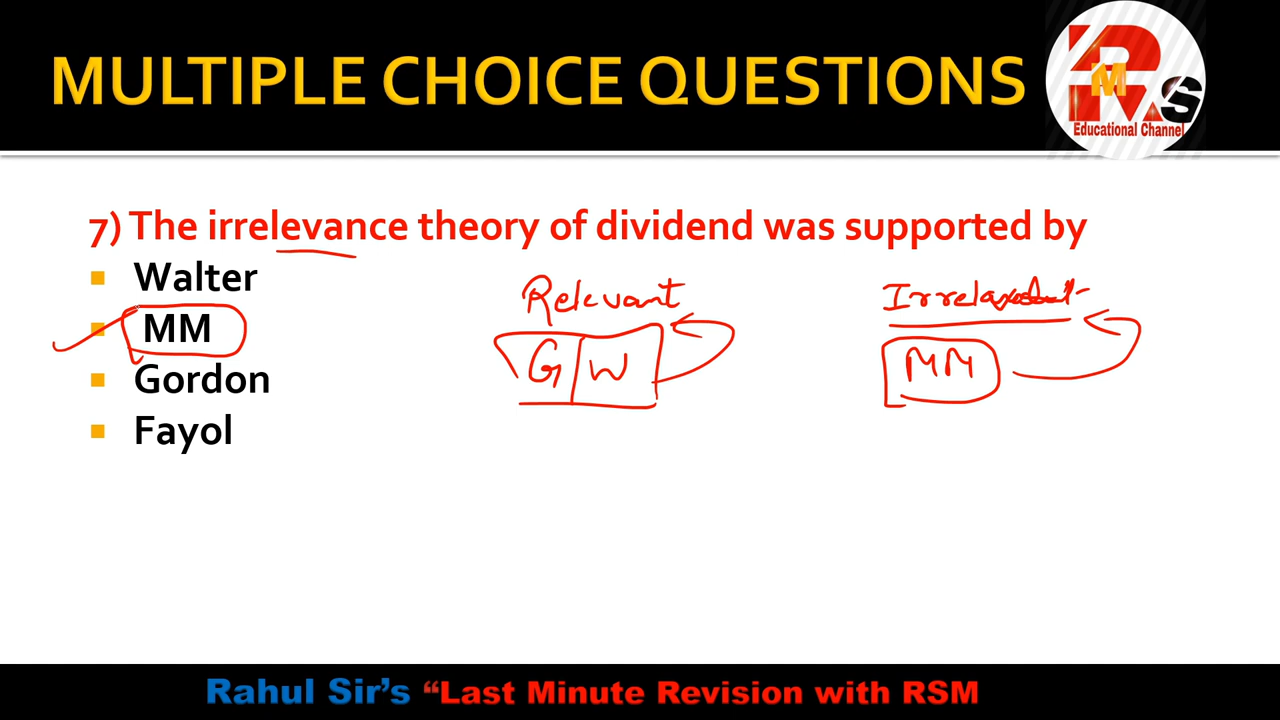 MULTIPLE CHOICE QUESTIONS
R M S
Educational Channel
7) The irrelevance theory of dividend was supported by
Walter
MM
Gordon
Fayol
Relevant
G W
MM
Rahul Sir's "Last Minute Revision with RSM